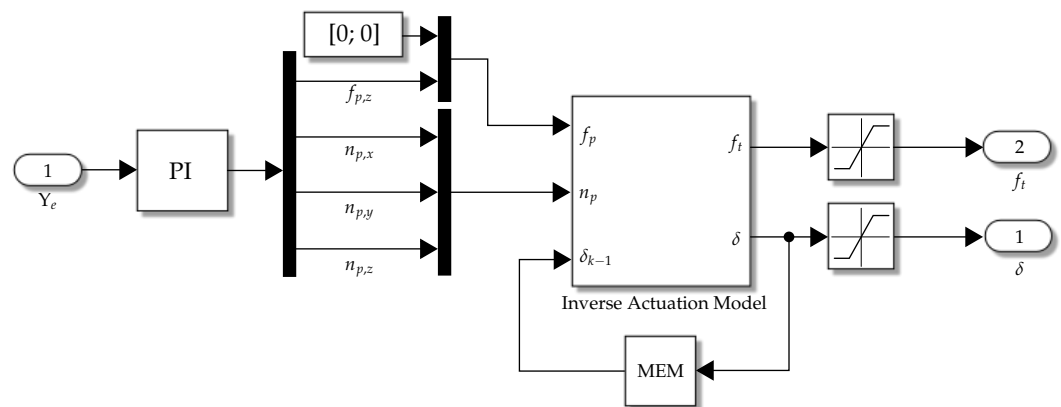 [0; 0]
f_{p,z}
n_{p,x}
n_{p,y}
n_{p,z}
1
Y_e
PI
f_p
n_p
δ_{k−1}
f_t
δ
Inverse Actuation Model
MEM
2
f_t
1
δ